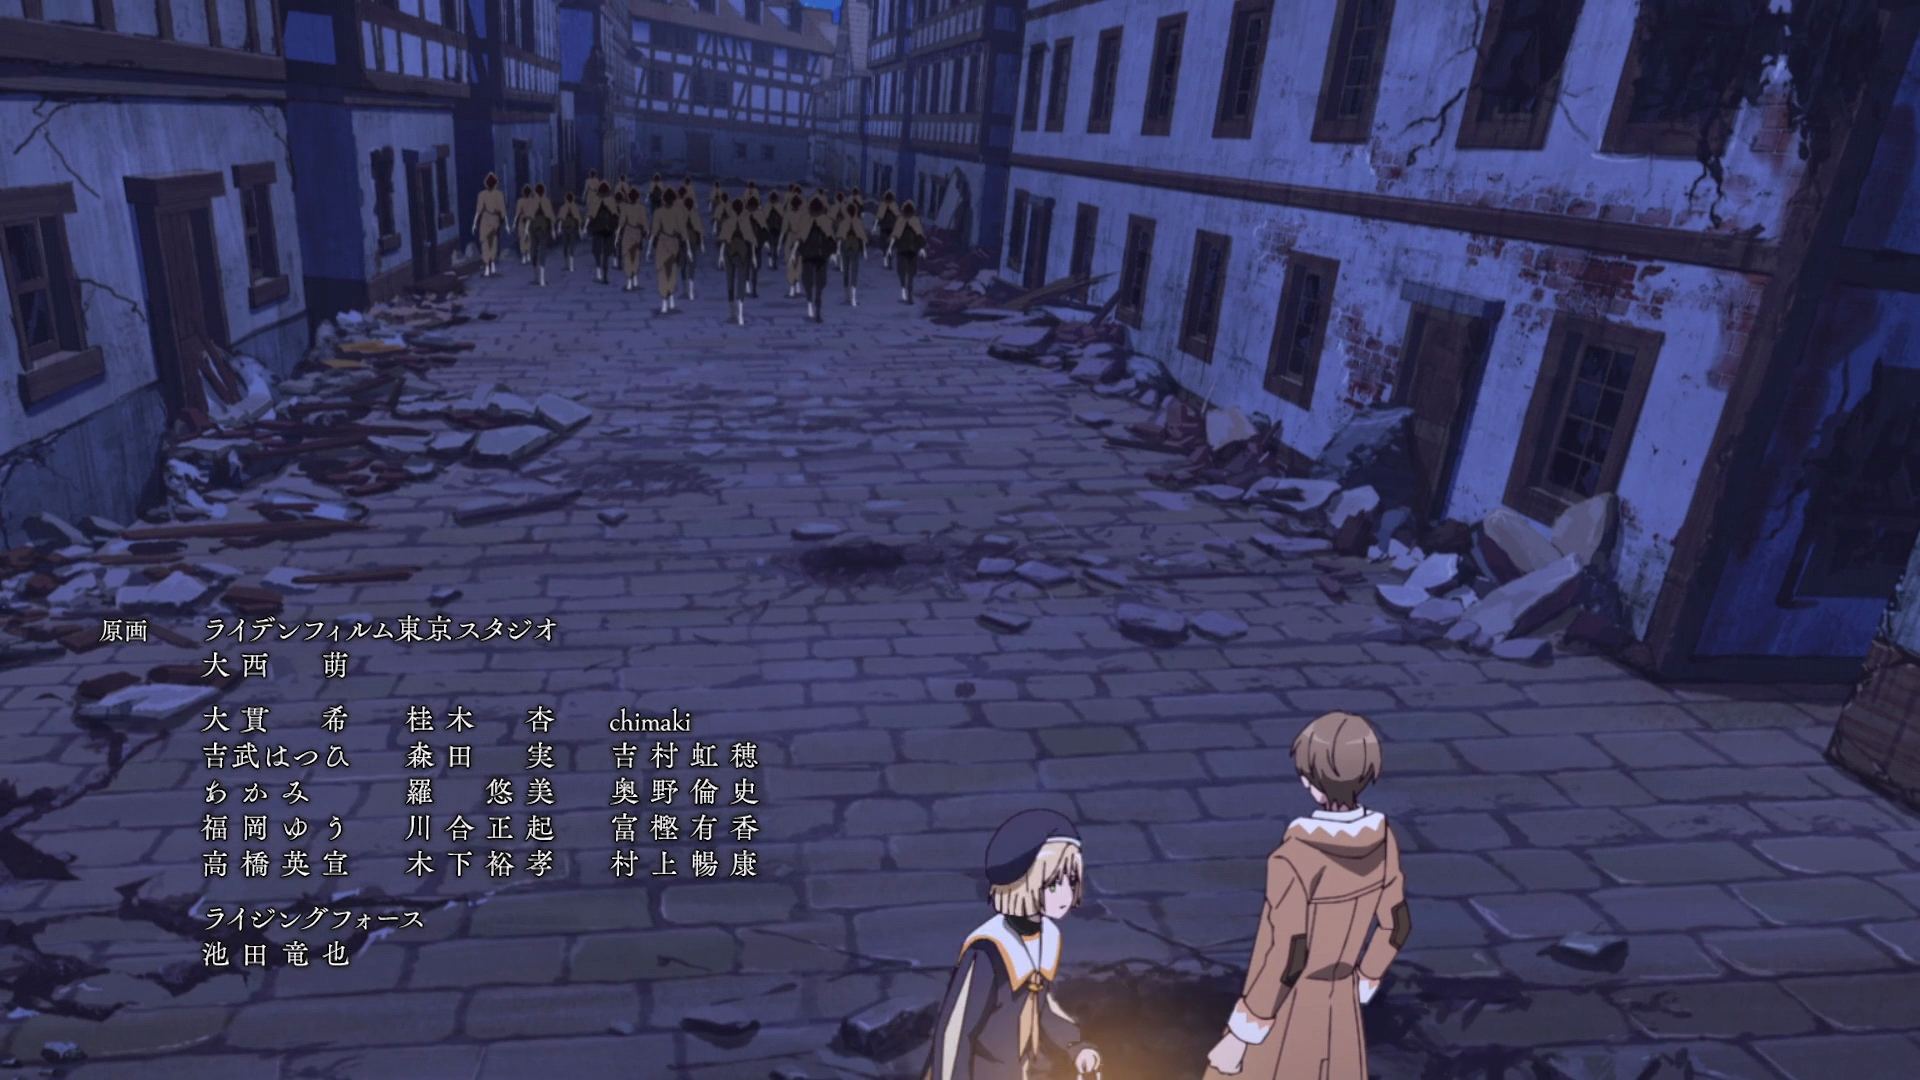 原画 ライデンフィルム東京スタジオ
大西 萌
大貫 希 桂木 杏 chimaki
吉武はつひ 森田 実 吉村虹穂
あかみ 羅 悠美 奥野倫史
福岡ゆう 川合正起 富樫有香
高橋英宣 木下裕孝 村上暢康
ライジングフォース
池田竜也